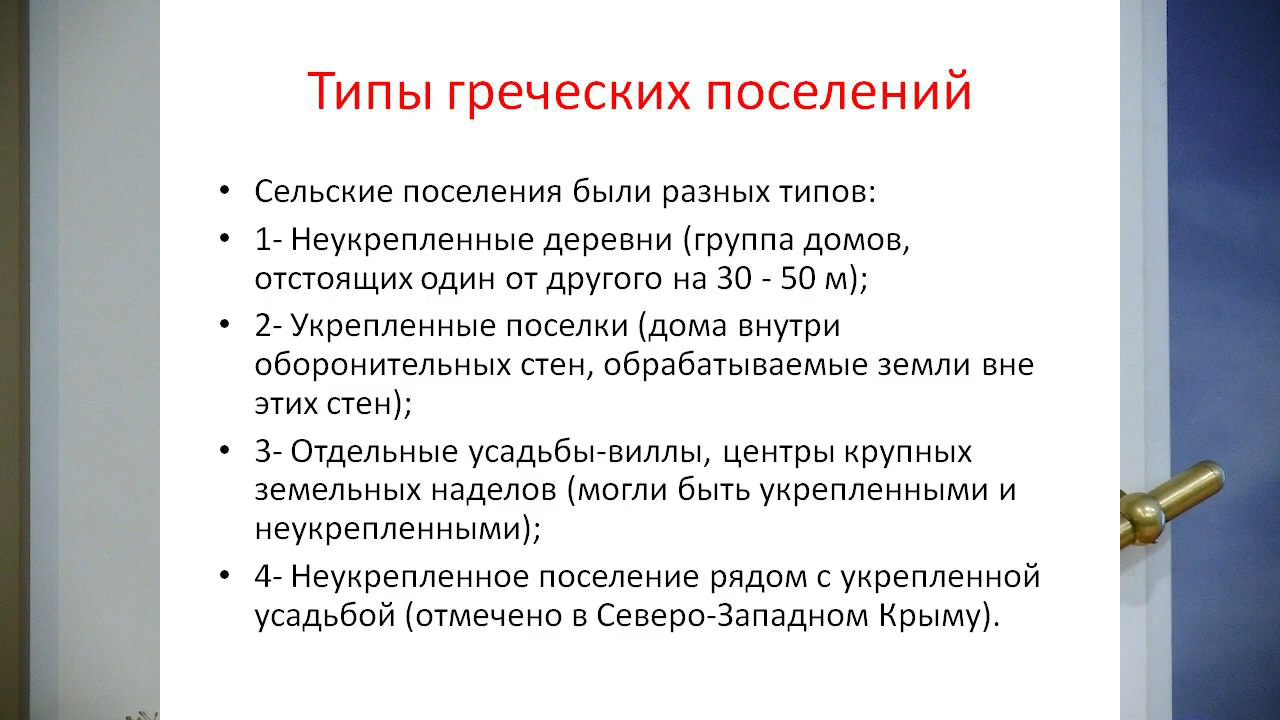 Типы греческих поселений
• Сельские поселения были разных типов:
• 1- Неукрепленные деревни (группа домов,
отстоящих один от другого на 30 - 50 м);
• 2- Укрепленные поселки (дома внутри
оборонительных стен, обрабатываемые земли вне
этих стен);
• 3- Отдельные усадьбы-виллы, центры крупных
земельных наделов (могли быть укрепленными и
неукрепленными);
• 4- Неукрепленное поселение рядом с укрепленной
усадьбой (отмечено в Северо-Западном Крыму).